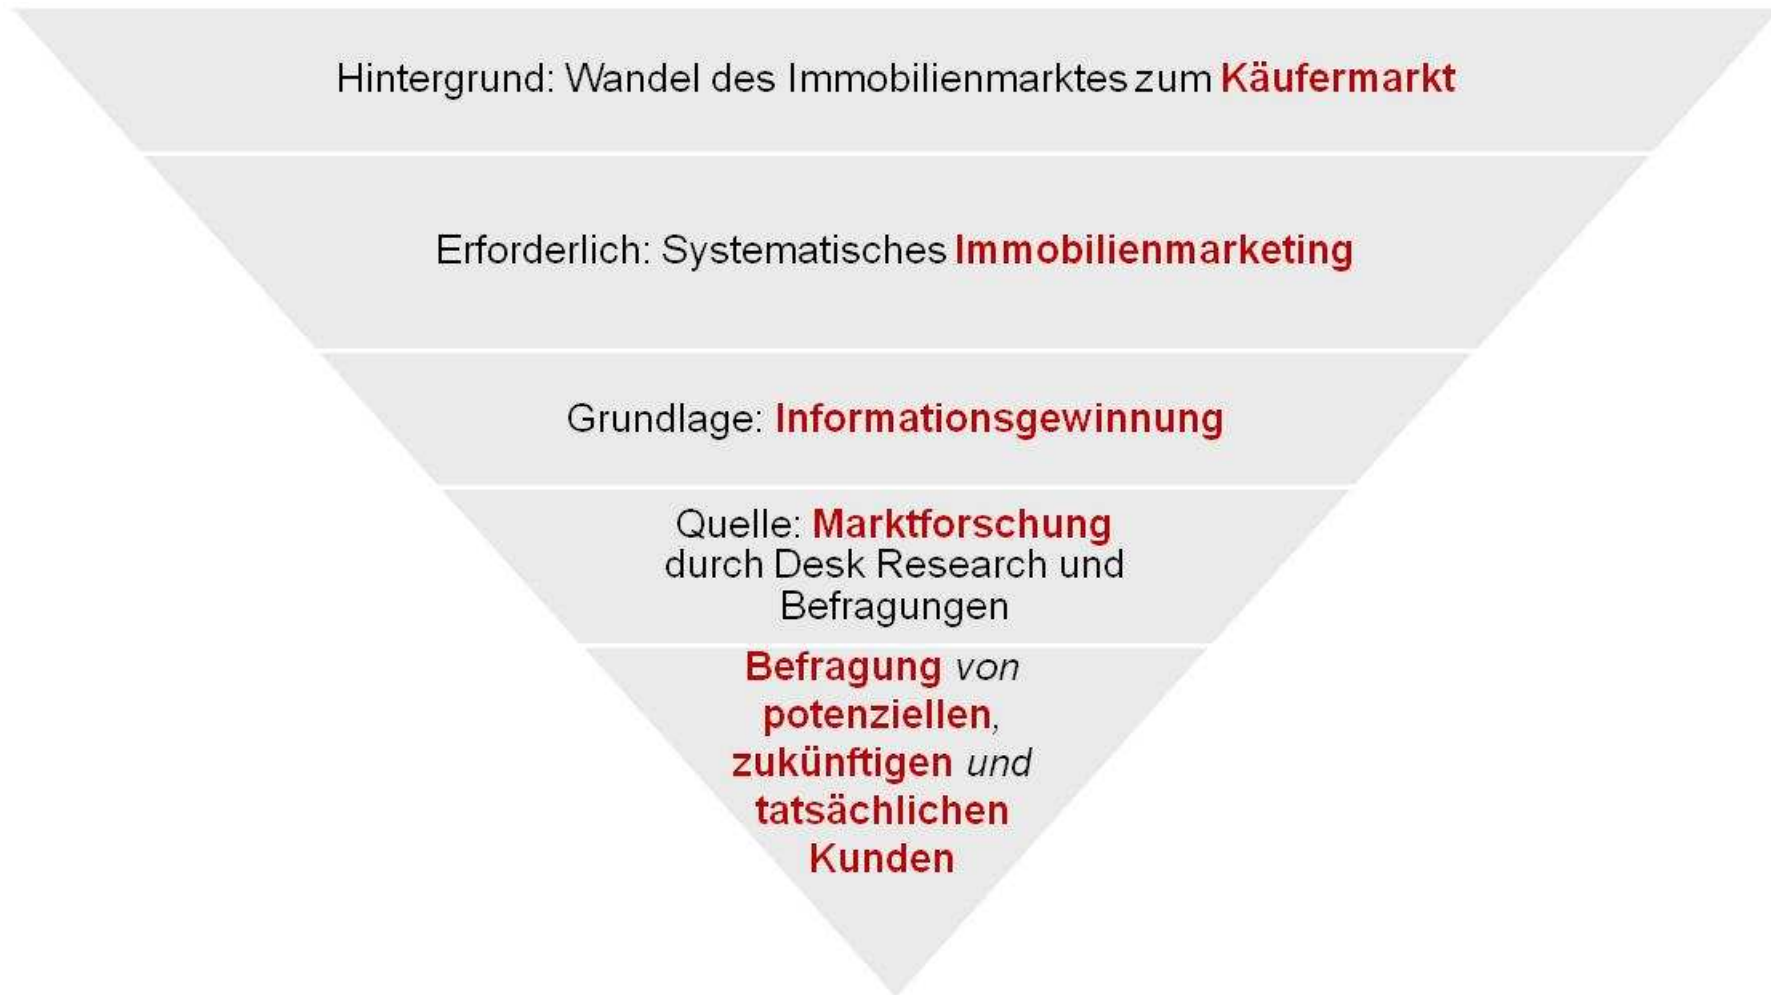 Hintergrund: Wandel des Immobilienmarktes zum Käufermarkt
Erforderlich: Systematisches Immobilienmarketing
Grundlage: Informationsgewinnung
Quelle: Marktforschung
durch Desk Research und
Befragungen
Befragung von
potenziellen,
zukünftigen und
tatsächlichen
Kunden